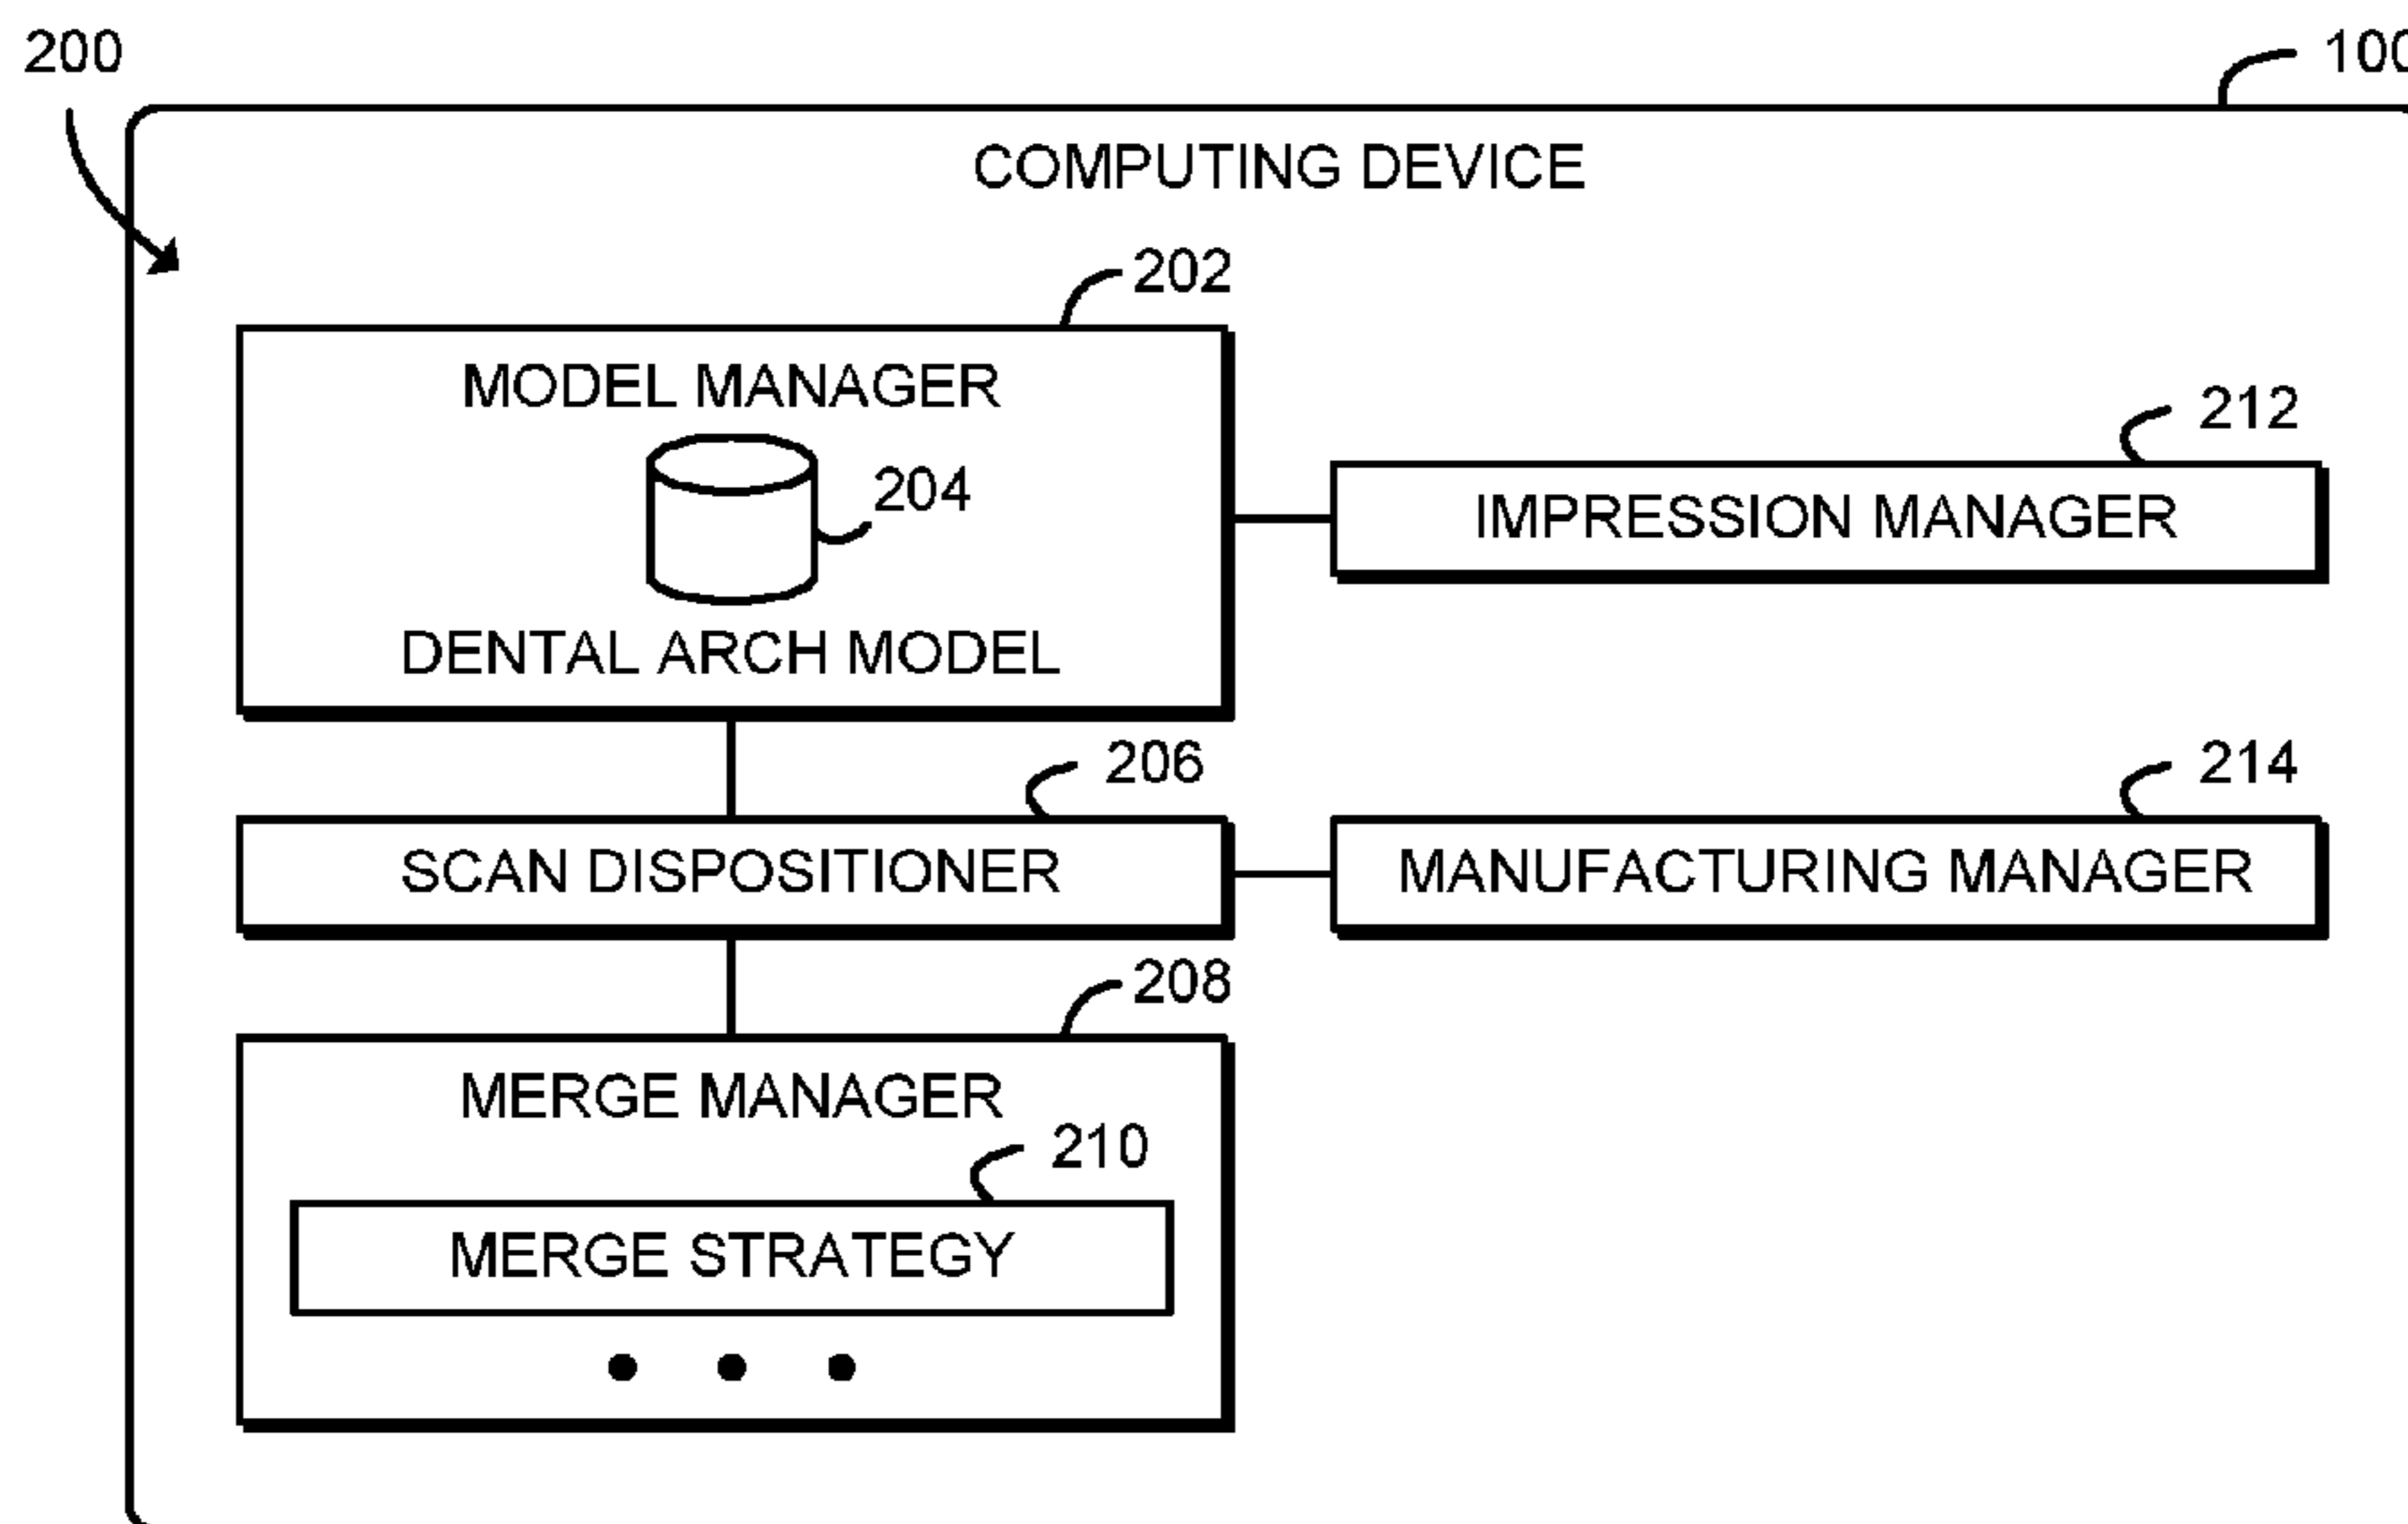 200
100
COMPUTING DEVICE
202
MODEL MANAGER
212
204
IMPRESSION MANAGER
DENTAL ARCH MODEL
206
214
SCAN DISPOSITIONER
MANUFACTURING MANAGER
208
MERGE MANAGER
210
MERGE STRATEGY